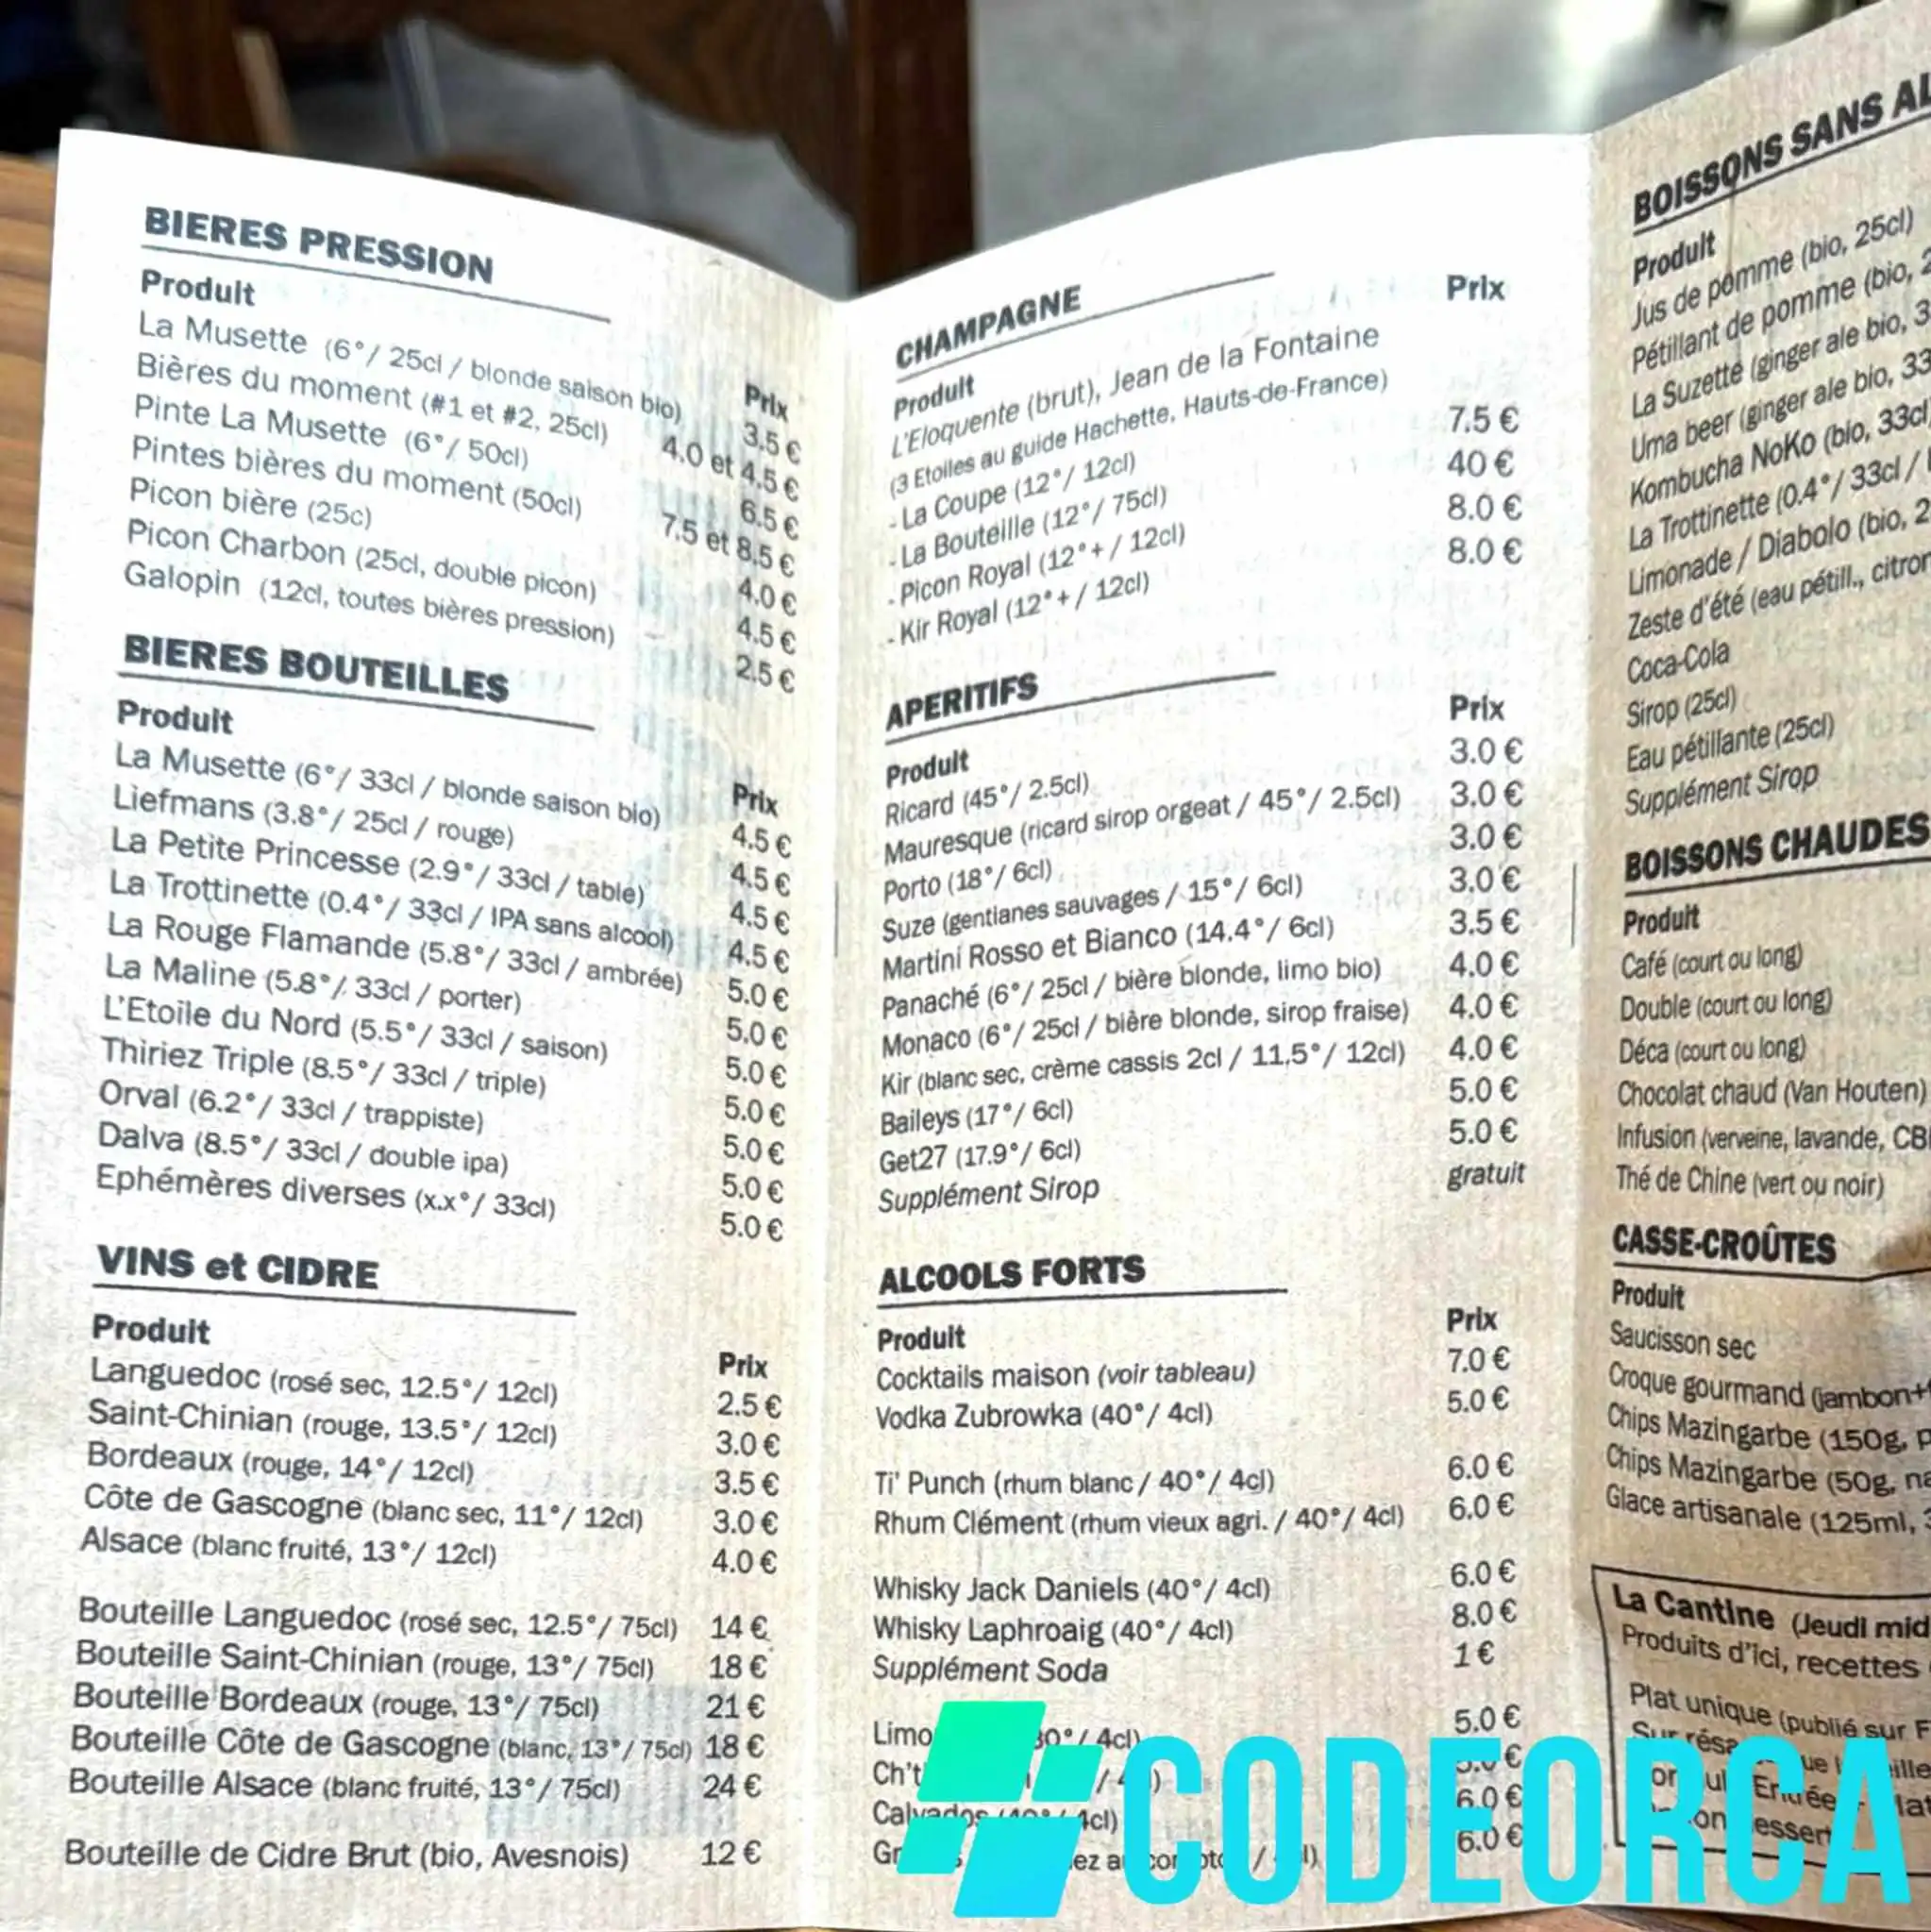 BIERES PRESSION
Produit Prix
La Musette (6°/ 25cl / blonde saison bio) 3.5 €
Bières du moment (#1 et #2, 25cl) 4.0 et 4.5 €
Pinte La Musette (6°/ 50cl) 6.5 €
Pintes bières du moment (50cl) 7.5 et 8.5 €
Picon bière (25c) 4.0 €
Picon Charbon (25cl, double picon) 4.5 €
Galopin (12cl, toutes bières pression) 2.5 €
BIERES BOUTEILLES
Produit Prix
La Musette (6°/ 33cl / blonde saison bio) 4.5 €
Liefmans (3.8°/ 25cl / rouge) 4.5 €
La Petite Princesse (2.9°/ 33cl / table) 4.5 €
La Trottinette (0.4°/ 33cl / IPA sans alcool) 4.5 €
La Rouge Flamande (5.8°/ 33cl / ambrée) 5.0 €
La Maline (5.8°/ 33cl / porter) 5.0 €
L'Etoile du Nord (5.5°/ 33cl / saison) 5.0 €
Thiriez Triple (8.5°/ 33cl / triple) 5.0 €
Orval (6.2°/ 33cl / trappiste) 5.0 €
Dalva (8.5°/ 33cl / double ipa) 5.0 €
Ephémères diverses (x.x°/ 33cl) 5.0 €
VINS et CIDRE
Produit Prix
Languedoc (rosé sec, 12.5°/ 12cl) 2.5 €
Saint-Chinian (rouge, 13.5°/ 12cl) 3.0 €
Bordeaux (rouge, 14°/ 12cl) 3.5 €
Côte de Gascogne (blanc sec, 11°/ 12cl) 3.0 €
Alsace (blanc fruité, 13°/ 12cl) 4.0 €
Bouteille Languedoc (rosé sec, 12.5°/ 75cl) 14 €
Bouteille Saint-Chinian (rouge, 13°/ 75cl) 18 €
Bouteille Bordeaux (rouge, 13°/ 75cl) 21 €
Bouteille Côte de Gascogne (blanc, 13°/ 75cl) 18 €
Bouteille Alsace (blanc fruité, 13°/ 75cl) 24 €
Bouteille de Cidre Brut (bio, Avesnois) 12 €
CHAMPAGNE
Produit Prix
L'Eloquente (brut), Jean de la Fontaine
(3 Etoiles au guide Hachette, Hauts-de-France)
- La Coupe (12°/ 12cl) 7.5 €
- La Bouteille (12°/ 75cl) 40 €
- Picon Royal (12°+ / 12cl) 8.0 €
- Kir Royal (12°+ / 12cl) 8.0 €
APERITIFS
Produit Prix
Ricard (45°/ 2.5cl) 3.0 €
Mauresque (ricard sirop orgeat / 45°/ 2.5cl) 3.0 €
Porto (18°/ 6cl) 3.0 €
Suze (gentianes sauvages / 15°/ 6cl) 3.0 €
Martini Rosso et Bianco (14.4°/ 6cl) 3.5 €
Panaché (6°/ 25cl / bière blonde, limo bio) 4.0 €
Monaco (6°/ 25cl / bière blonde, sirop fraise) 4.0 €
Kir (blanc sec, crème cassis 2cl / 11.5°/ 12cl) 4.0 €
Baileys (17°/ 6cl) 5.0 €
Get27 (17.9°/ 6cl) 5.0 €
Supplément Sirop gratuit
ALCOOLS FORTS
Produit Prix
Cocktails maison (voir tableau) 7.0 €
Vodka Zubrowka (40°/ 4cl) 5.0 €
Ti' Punch (rhum blanc / 40°/ 4cl) 6.0 €
Rhum Clément (rhum vieux agri. / 40°/ 4cl) 6.0 €
Whisky Jack Daniels (40°/ 4cl) 6.0 €
Whisky Laphroaig (40°/ 4cl) 8.0 €
Supplément Soda 1 €
4cl) 5.0 €
€
Calvados 4cl) 6.0 €
6.0 €
BOISSONS SANS
Produit
Jus de pomme (bio, 25cl)
Pétillant de pomme (bio,
La Suzette (ginger ale bio,
Uma beer (ginger ale bio,
Kombucha NoKo (bio, 33cl
La Trottinette (0.4°/ 33cl /
Limonade / Diabolo (bio,
Zeste d'été (eau pétill., citron
Coca-Cola
Sirop (25cl)
Eau pétillante (25cl)
Supplément Sirop
BOISSONS CHAUDES
Produit
Café (court ou long)
Double (court ou long)
Déca (court ou long)
Chocolat chaud (Van Houten)
Infusion (verveine, lavande,
Thé de Chine (vert ou noir)
CASSE-CROÛTES
Produit
Saucisson sec
Croque gourmand (jambon+
Chips Mazingarbe (150g,
Chips Mazingarbe (50g,
Glace artisanale (125ml,
La Cantine (Jeudi
Produits d'ici, recettes
Plat unique (publié sur
Sur
CODEORCA